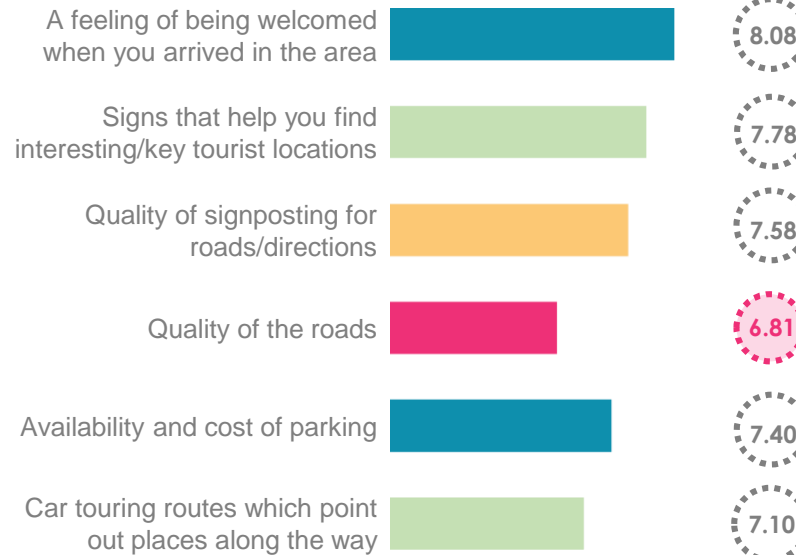 A feeling of being welcomed
when you arrived in the area
8.08
Signs that help you find
interesting/key tourist locations
7.78
Quality of signposting for
roads/directions
7.58
Quality of the roads
6.81
Availability and cost of parking
7.40
Car touring routes which point
out places along the way
7.10